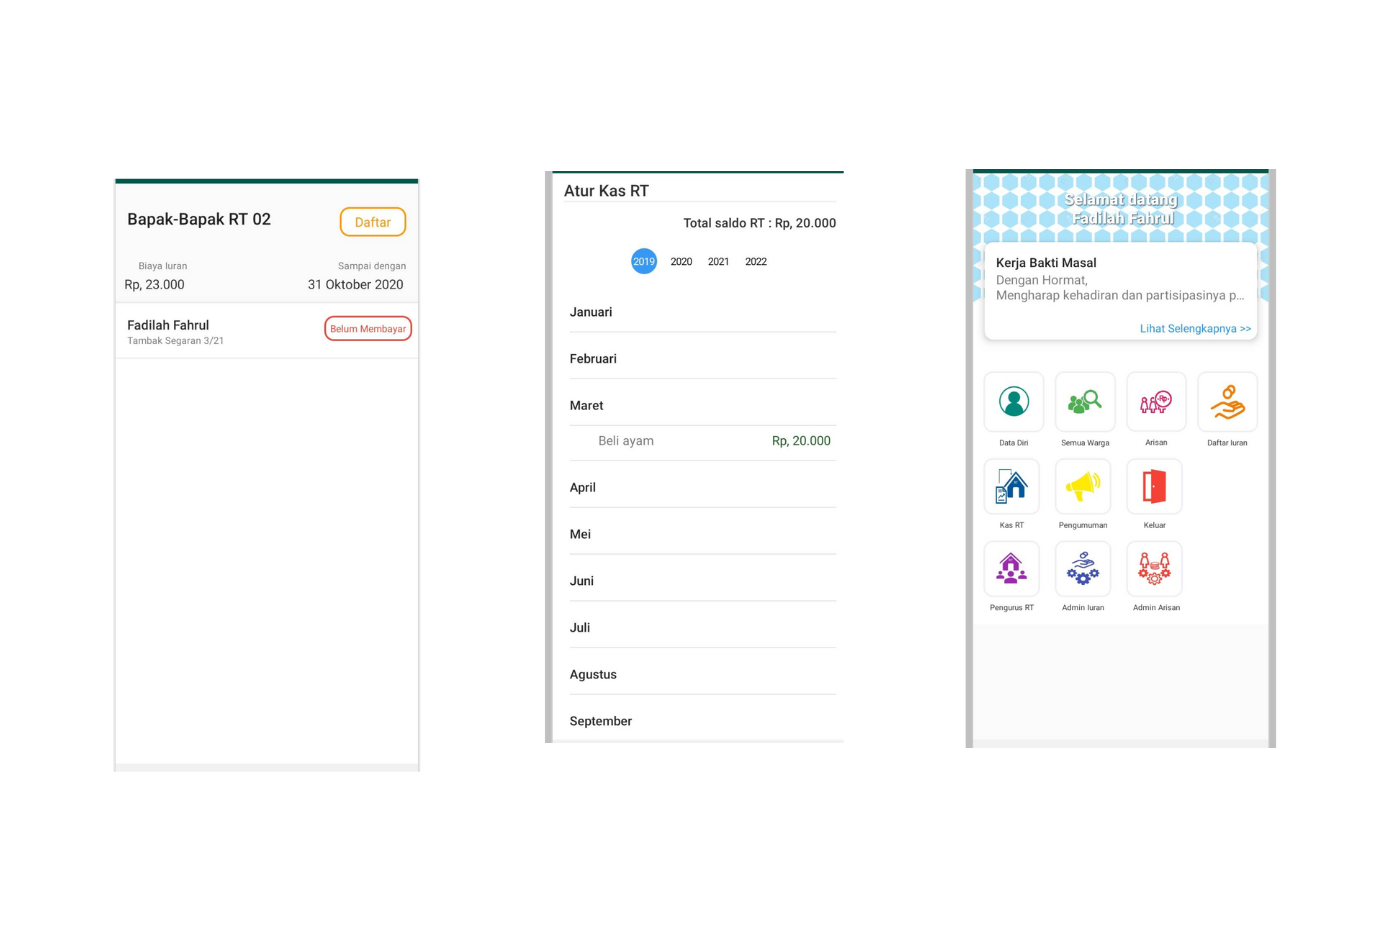 Bapak-Bapak RT 02
Daftar
Biaya Iuran
Sampai dengan
Rp, 23.000
31 Oktober 2020
Fadilah Fahrul
Belum Membayar
Tambak Segaran 3/21
Atur Kas RT
Total saldo RT : Rp, 20.000
2019 2020 2021 2022
Januari
Februari
Maret
Beli ayam Rp, 20.000
April
Mei
Juni
Juli
Agustus
September
Selamat datang
Fadilah Fahrul
Kerja Bakti Masal
Dengan Hormat,
Mengharap kehadiran dan partisipasinya p...
Lihat Selengkapnya >>
Data Diri Semua Warga Arisan Daftar Iuran
Kas RT Pengumuman Keluar
Pengurus RT Admin Iuran Admin Arisan